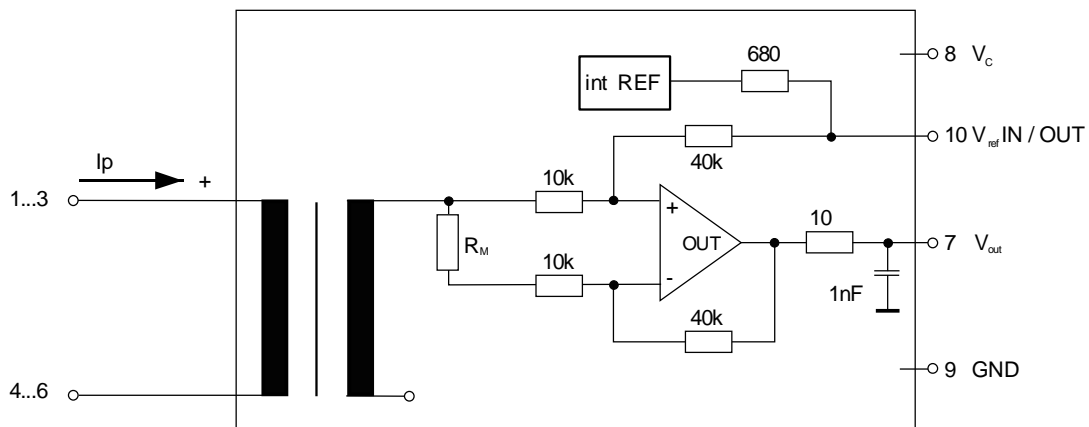 680
8 V_C
int REF
10 V_ref IN / OUT
40k
Ip
+
10k
1...3
+
R_M
OUT
10
7 V_out
10k
-
1nF
40k
9 GND
4...6